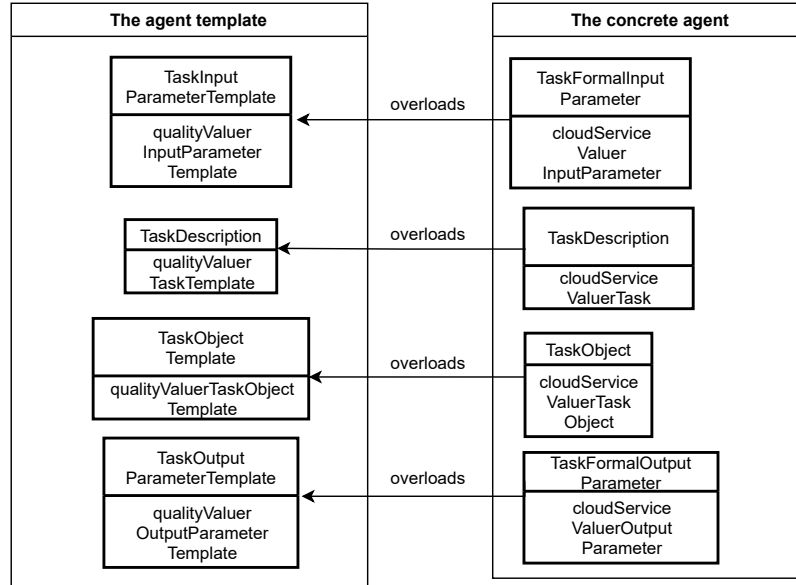 The agent template
The concrete agent
TaskInput
ParameterTemplate
qualityValuer
InputParameter
Template
overloads
TaskFormalInput
Parameter
cloudService
Valuer
InputParameter
TaskDescription
qualityValuer
TaskTemplate
overloads
TaskDescription
cloudService
ValuerTask
TaskObject
Template
qualityValuerTaskObject
Template
overloads
TaskObject
cloudService
ValuerTask
Object
TaskOutput
ParameterTemplate
qualityValuer
OutputParameter
Template
overloads
TaskFormalOutput
Parameter
cloudService
ValuerOutput
Parameter